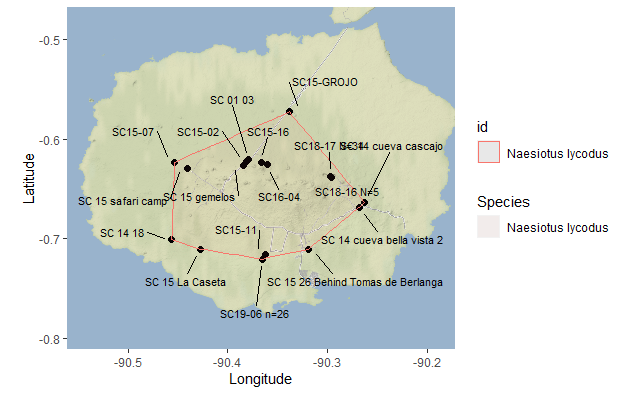 -0.5
-0.6
-0.7
-0.8
Latitude
SC15-GROJO
SC 01 03
SC15-07
SC15-02
SC15-16
SC18-17
SC 14 cueva cascajo
SC 15 safari camp
SC 15 gemelos
SC16-04
SC18-16 N=5
SC 14 18
SC15-11
SC 14 cueva bella vista 2
SC 15 La Caseta
SC 15 26 Behind Tomas de Berlanga
SC19-06 n=26
-90.5
-90.4
-90.3
-90.2
Longitude
id
Naesiotus lycodus
Species
Naesiotus lycodus